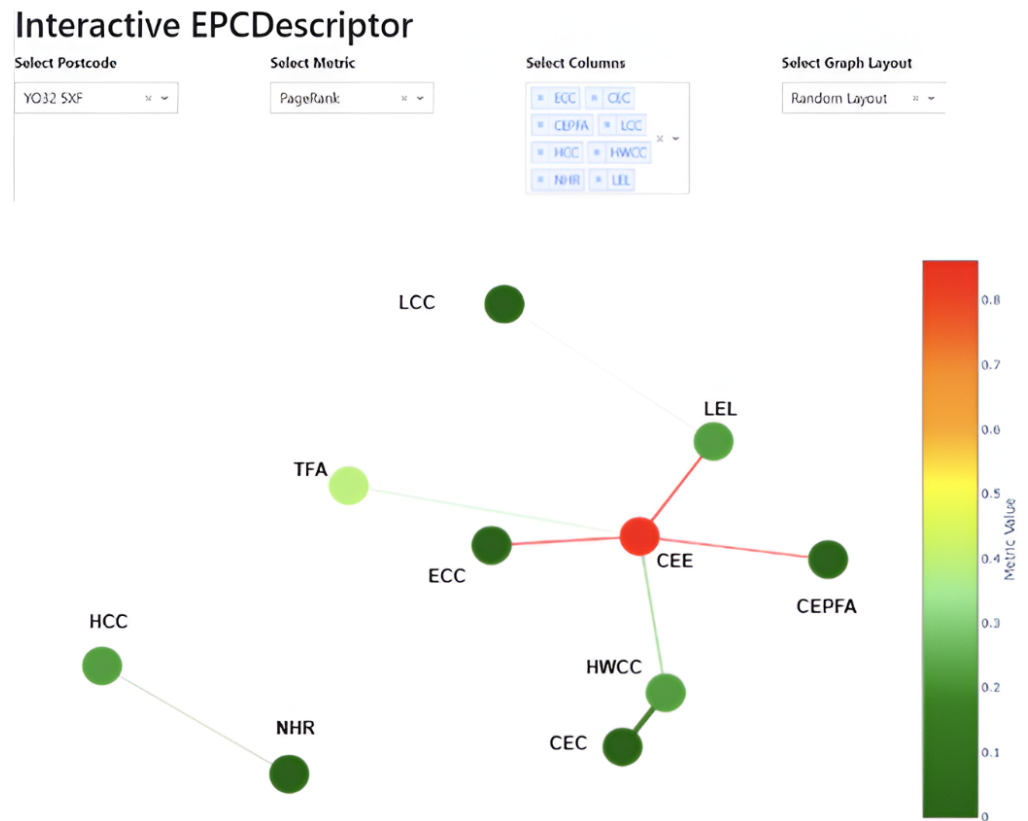 Interactive EPCDescriptor
Select Postcode Select Metric Select Columns Select Graph Layout
YO32 5XF × PageRank × × ECC × CEC Random Layout ×
× CEPFA × LCC
×
× HCC × HWCC
× NHR × LEL
LCC
LEL
TFA
CEE
ECC
CEPFA
HCC
HWCC
NHR
CEC
0.8
0.7
0.6
0.5
0.4
0.3
0.2
0.1
0
Metric Value